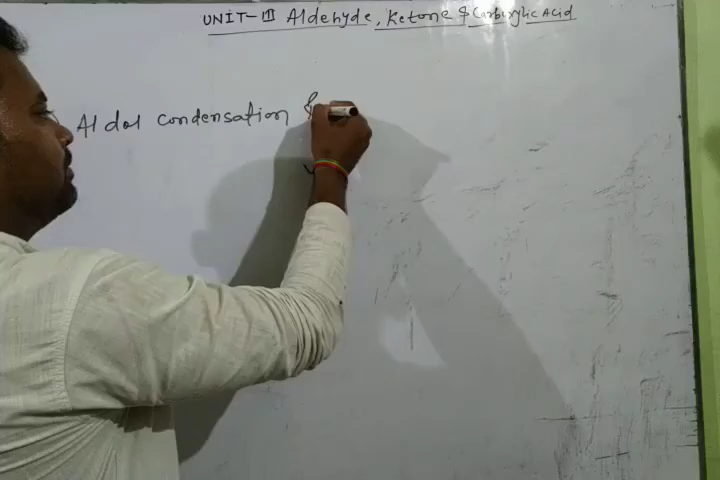 UNIT-III Aldehyde, Ketone & Carboxylic Acid
Aldol condensation &